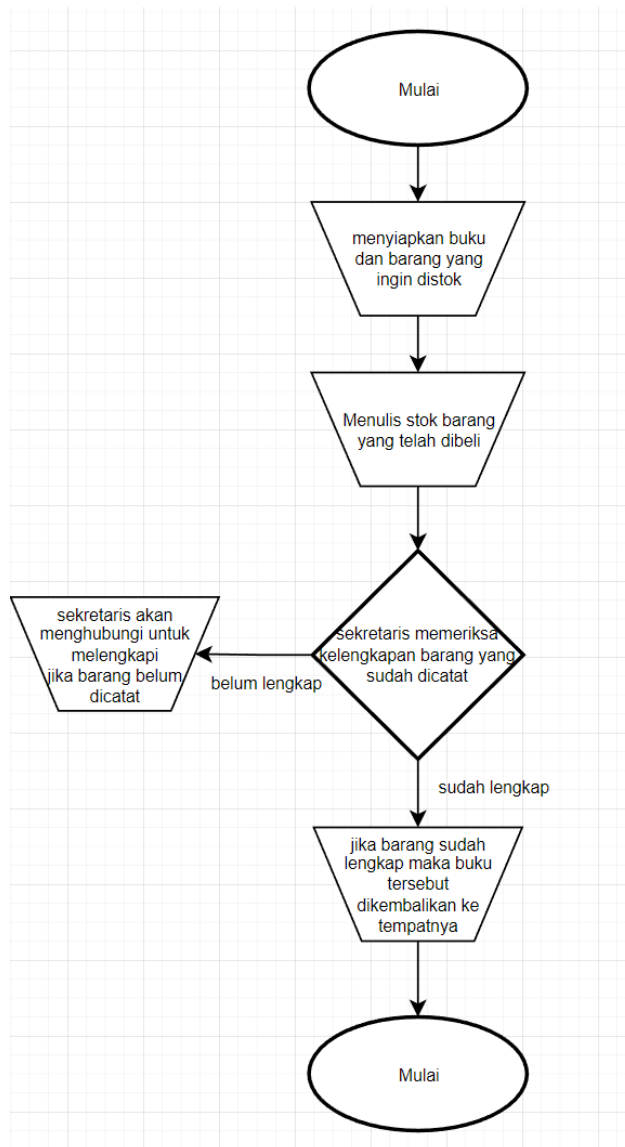 Mulai
menyiapkan buku
dan barang yang
ingin distok
Menulis stok barang
yang telah dibeli
sekretaris memeriksa
kelengkapan barang yang
sudah dicatat
sekretaris akan
menghubungi untuk
melengkapi
jika barang belum
dicatat
belum lengkap
sudah lengkap
jika barang sudah
lengkap maka buku
tersebut
dikembalikan ke
tempatnya
Mulai